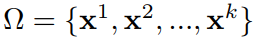 Ω = {x¹, x², ..., xᵏ}